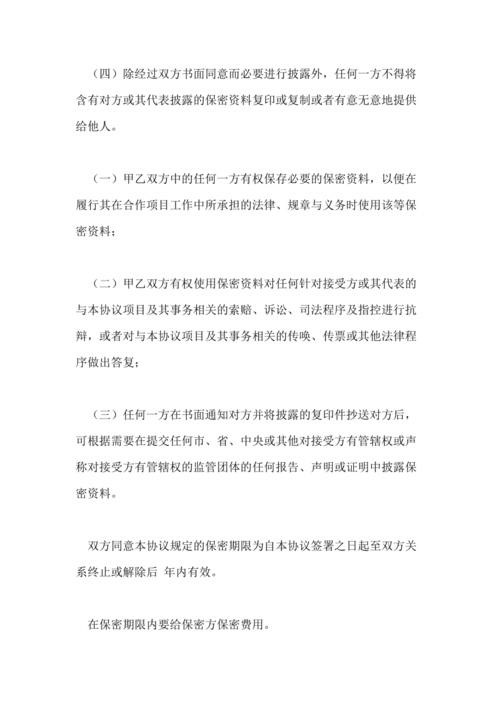 （四）除经过双方书面同意而必要进行披露外，任何一方不得将
含有对方或其代表披露的保密资料复印或复制或者有意无意地提供
给他人。
（一）甲乙双方中的任何一方有权保存必要的保密资料，以便在
履行其在合作项目工作中所承担的法律、规章与义务时使用该等保
密资料；
（二）甲乙双方有权使用保密资料对任何针对接受方或其代表的
与本协议项目及其事务相关的索赔、诉讼、司法程序及指控进行抗
辩，或者对与本协议项目及其事务相关的传唤、传票或其他法律程
序做出答复；
（三）任何一方在书面通知对方并将披露的复印件抄送对方后，
可根据需要在提交任何市、省、中央或其他对接受方有管辖权或声
称对接受方有管辖权的监管团体的任何报告、声明或证明中披露保
密资料。
双方同意本协议规定的保密期限为自本协议签署之日起至双方关
系终止或解除后 年内有效。
在保密期限内要给保密方保密费用。